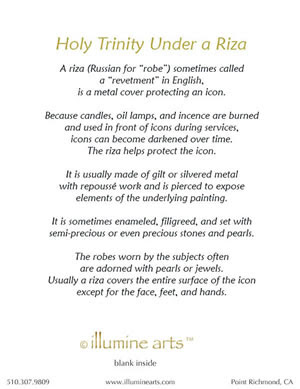 Holy Trinity Under a Riza
A riza (Russian for “robe”) sometimes called
a “revetment” in English,
is a metal cover protecting an icon.
Because candles, oil lamps, and incence are burned
and used in front of icons during services,
icons can become darkened over time.
The riza helps protect the icon.
It is usually made of gilt or silvered metal
with repoussé work and is pierced to expose
elements of the underlying painting.
It is sometimes enameled, filigreed, and set with
semi-precious or even precious stones and pearls.
The robes worn by the subjects often
are adorned with pearls or jewels.
Usually a riza covers the entire surface of the icon
except for the face, feet, and hands.
© illumine arts™
blank inside
510.307.9809 www.illuminearts.com Point Richmond, CA